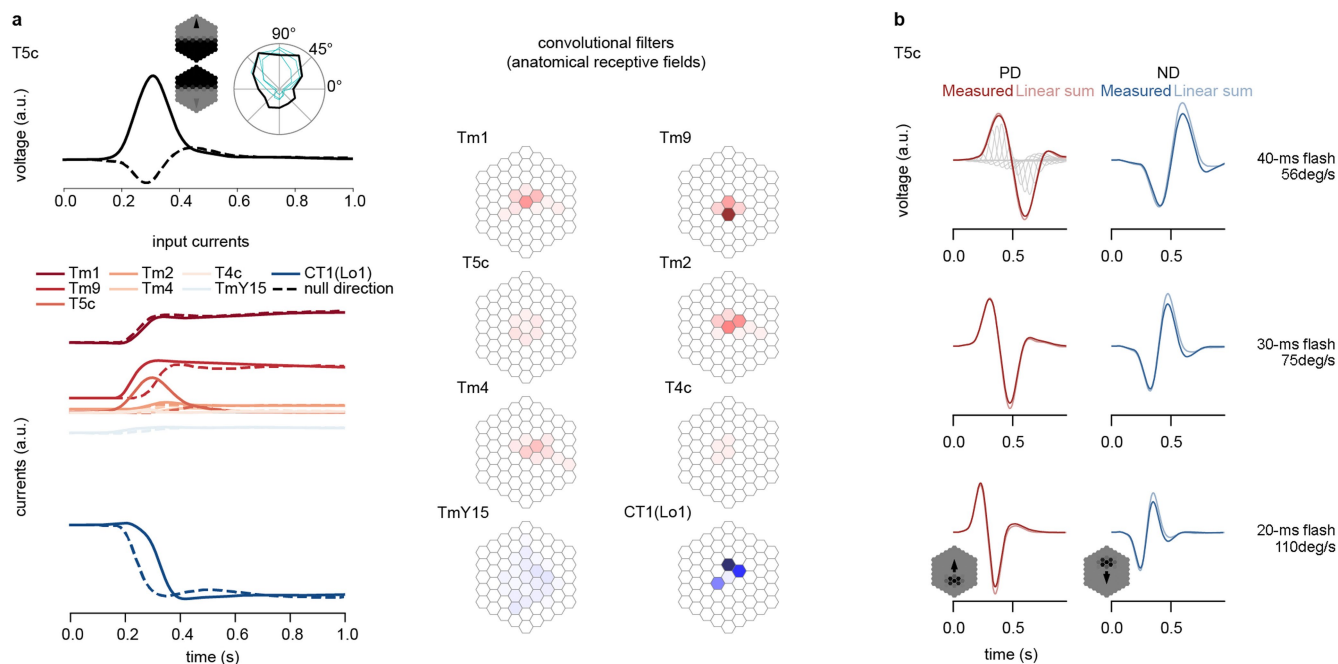 a
T5c
90°
45°
0°
voltage (a.u.)
0.0 0.2 0.4 0.6 0.8 1.0
input currents
Tm1 Tm2 T4c CT1(Lo1)
Tm9 Tm4 TmY15 null direction
T5c
currents (a.u.)
0.0 0.2 0.4 0.6 0.8 1.0
time (s)
convolutional filters
(anatomical receptive fields)
Tm1 Tm9
T5c Tm2
Tm4 T4c
TmY15 CT1(Lo1)
b
T5c
PD ND
Measured Linear sum Measured Linear sum
voltage (a.u.)
40-ms flash
56deg/s
0.0 0.5 0.0 0.5
30-ms flash
75deg/s
0.0 0.5 0.0 0.5
20-ms flash
110deg/s
0.0 0.5 0.0 0.5
time (s)